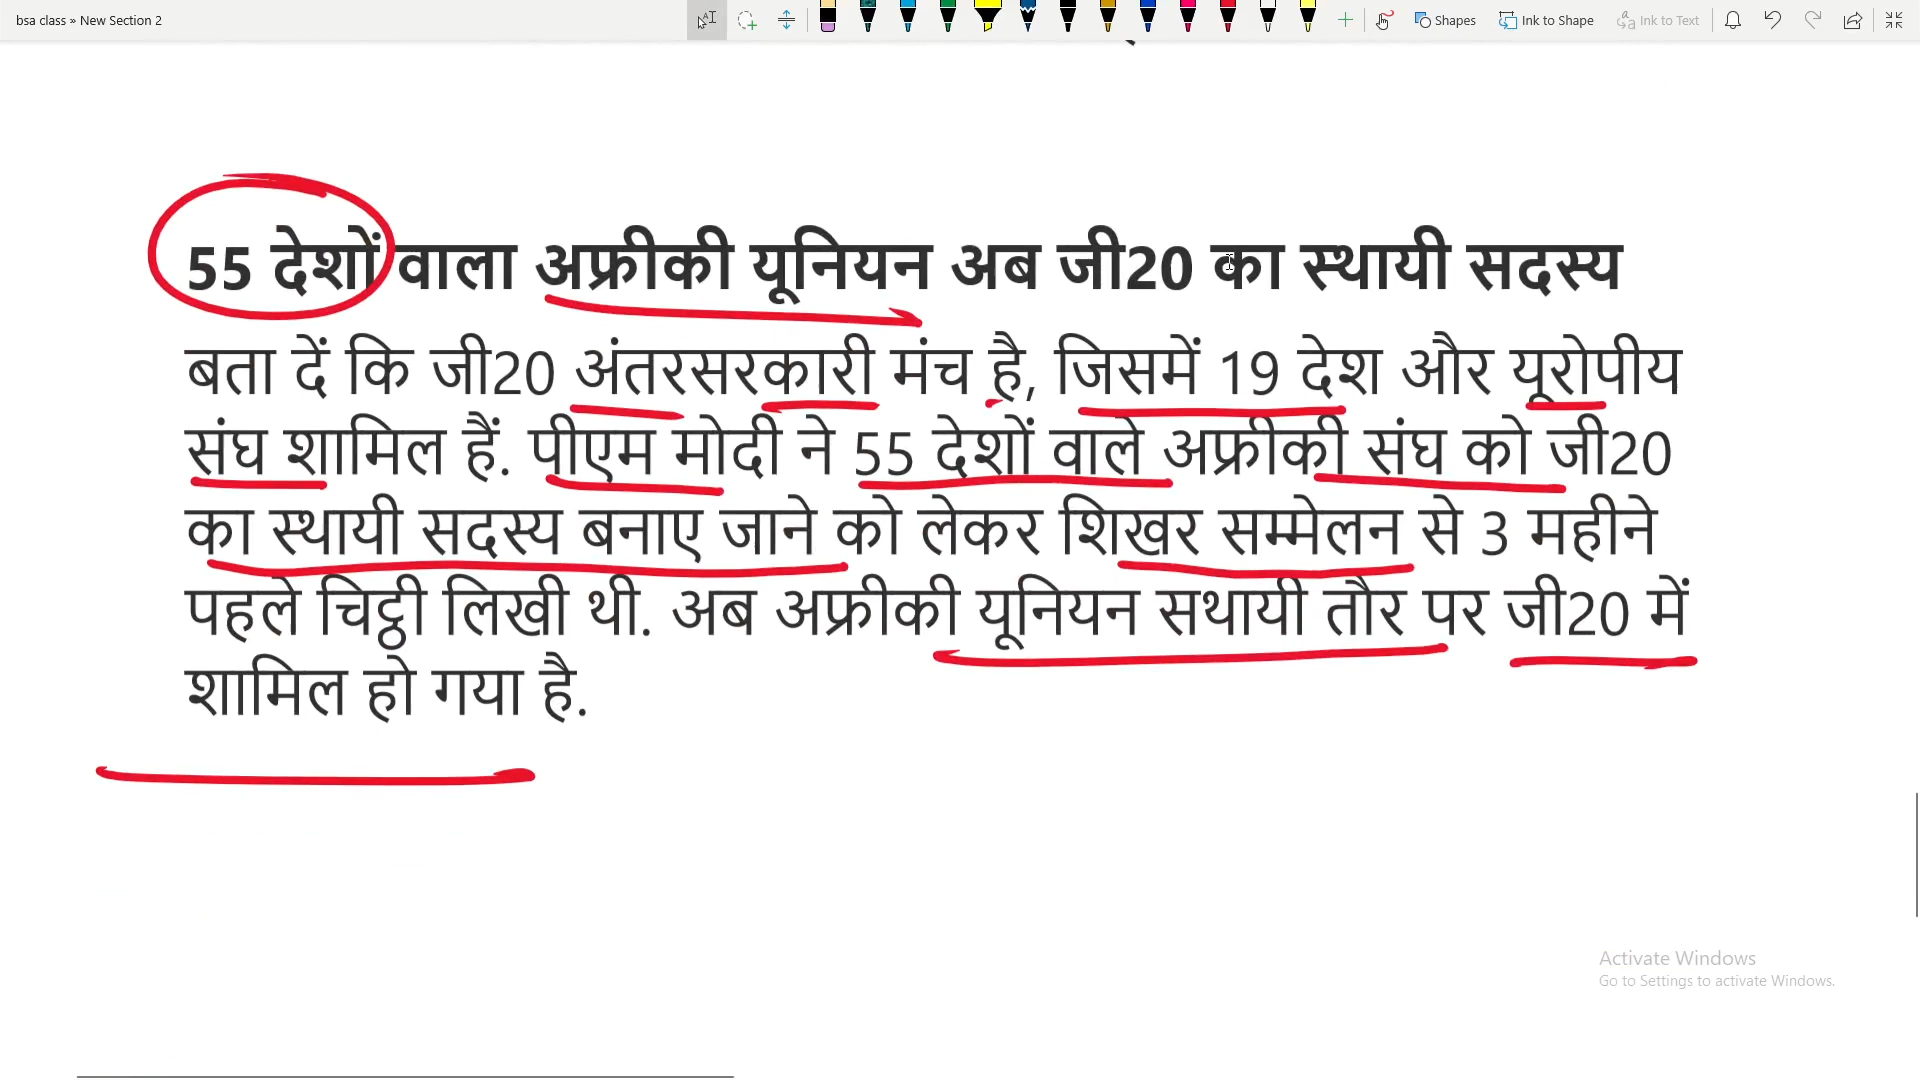 bsa class » New Section 2
Shapes
Ink to Shape
Ink to Text
55 देशों वाला अफ्रीकी यूनियन अब जी20 का स्थायी सदस्य
बता दें कि जी20 अंतरसरकारी मंच है, जिसमें 19 देश और यूरोपीय
संघ शामिल हैं. पीएम मोदी ने 55 देशों वाले अफ्रीकी संघ को जी20
का स्थायी सदस्य बनाए जाने को लेकर शिखर सम्मेलन से 3 महीने
पहले चिट्ठी लिखी थी. अब अफ्रीकी यूनियन सथायी तौर पर जी20 में
शामिल हो गया है.
Activate Windows
Go to Settings to activate Windows.